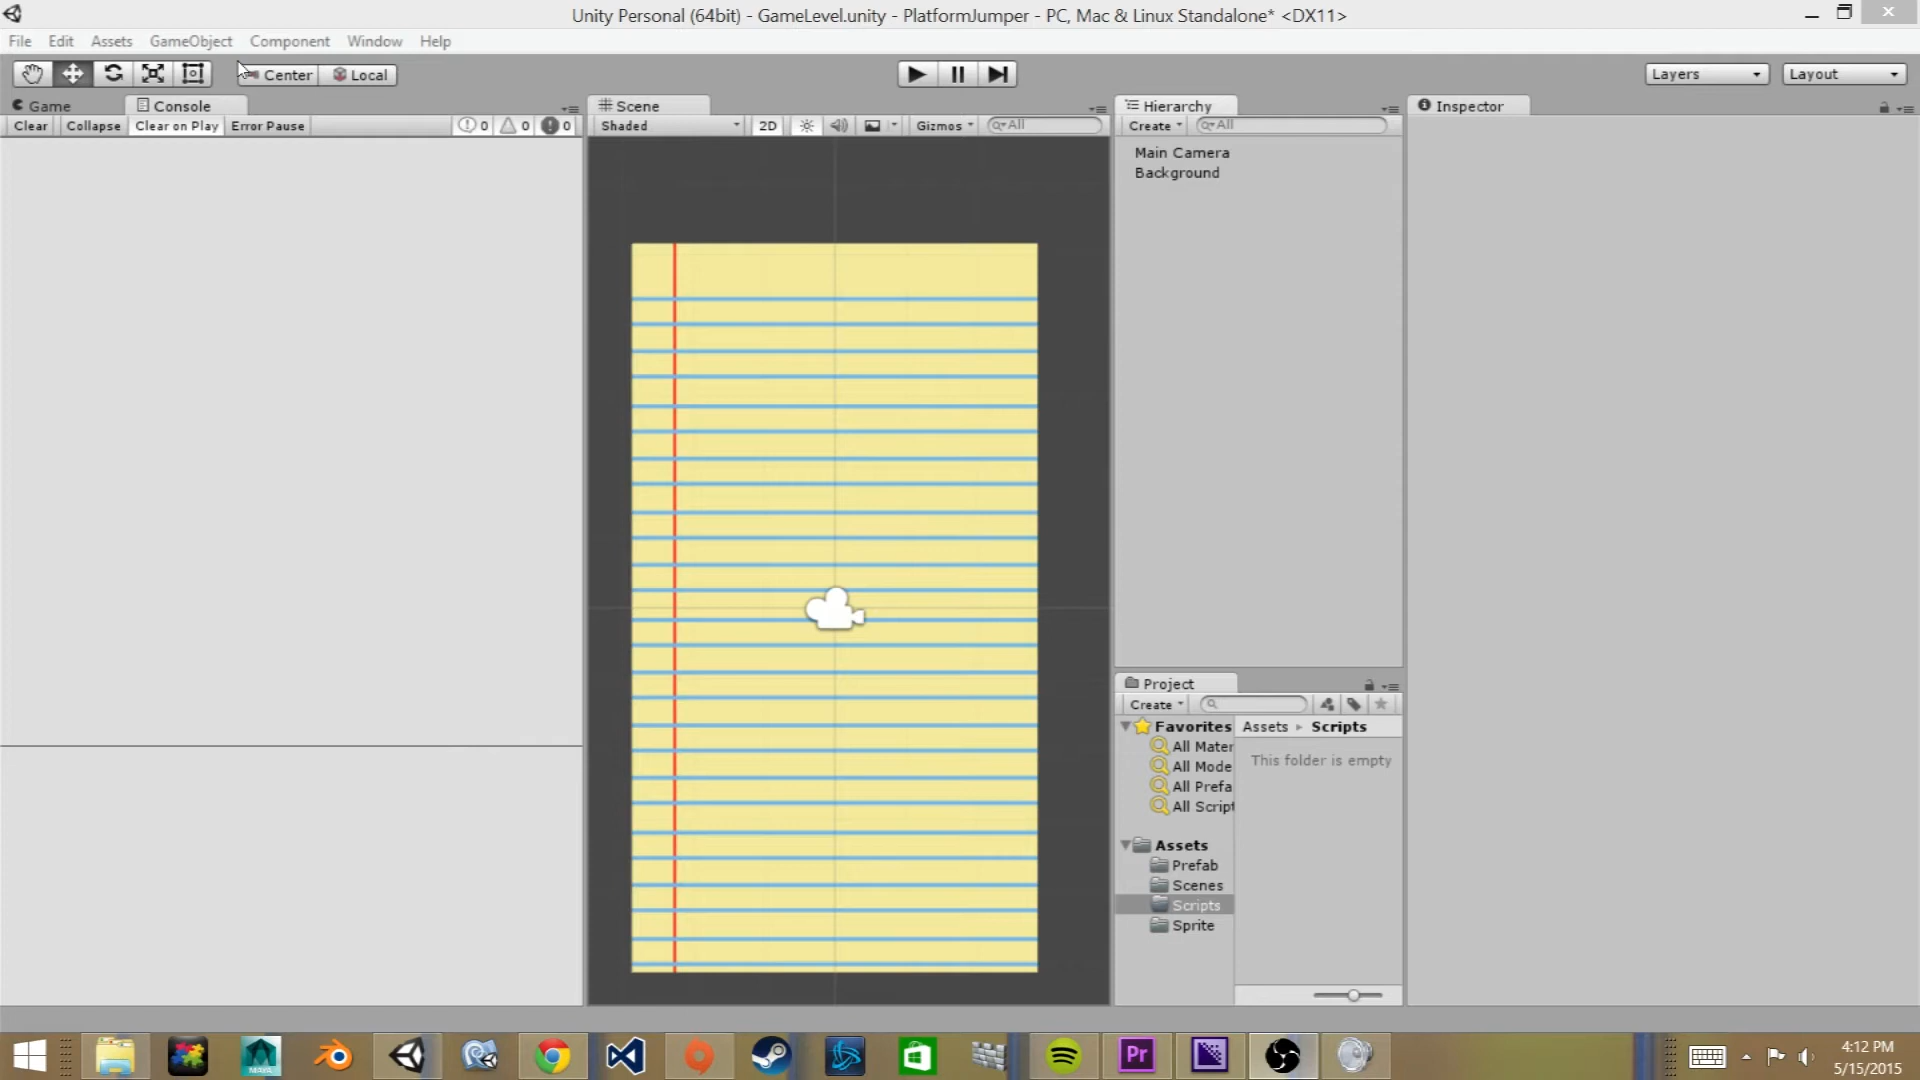 Unity Personal (64bit) - GameLevel.unity - PlatformJumper - PC, Mac & Linux Standalone* <DX11>
File Edit Assets GameObject Component Window Help
Center Local Layers Layout
Game Console Scene Hierarchy Inspector
Clear Collapse Clear on Play Error Pause 0 0 0 Shaded 2D Gizmos All Create All
Main Camera
Background
Project
Create
Favorites Assets Scripts
All Mater
All Mode
All Prefa
All Script
This folder is empty
Assets
Prefab
Scenes
Scripts
Sprite
MAYA Pr
4:12 PM
5/15/2015